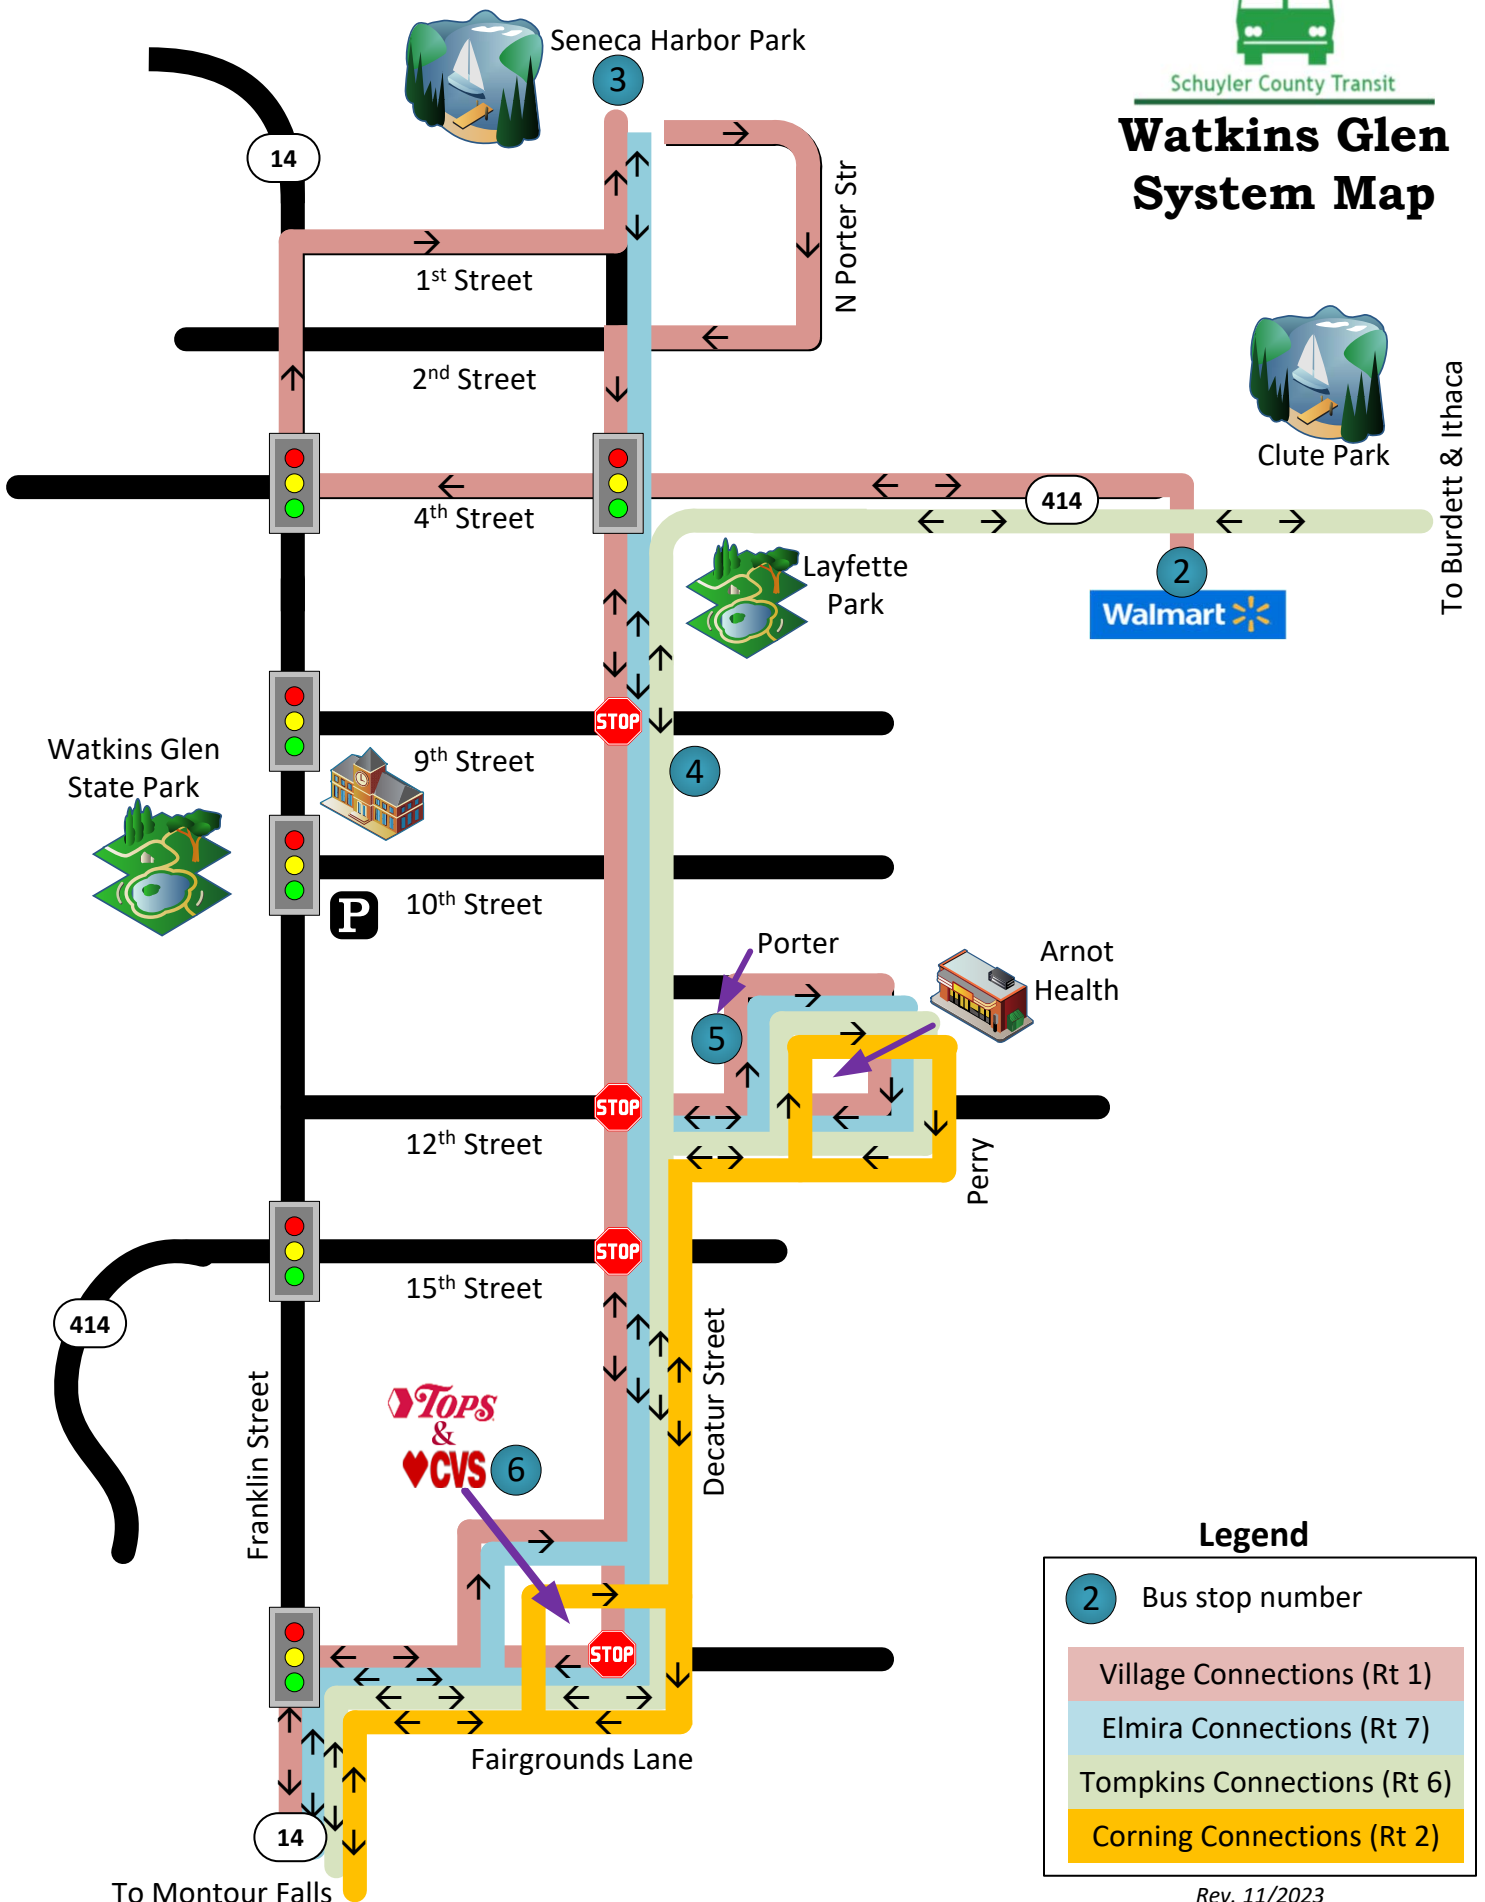 Schuyler County Transit
Watkins Glen
System Map
Seneca Harbor Park
3
14
N Porter Str
1st Street
2nd Street
Clute Park
To Burdett & Ithaca
4th Street
414
2
Walmart
Layfette
Park
STOP
9th Street
4
Watkins Glen
State Park
P
10th Street
Porter
Arnot
Health
5
STOP
12th Street
Perry
STOP
15th Street
414
Franklin Street
Decatur Street
TOPS
&
CVS
6
STOP
Fairgrounds Lane
14
To Montour Falls
Legend
2
Bus stop number
Village Connections (Rt 1)
Elmira Connections (Rt 7)
Tompkins Connections (Rt 6)
Corning Connections (Rt 2)
Rev. 11/2023